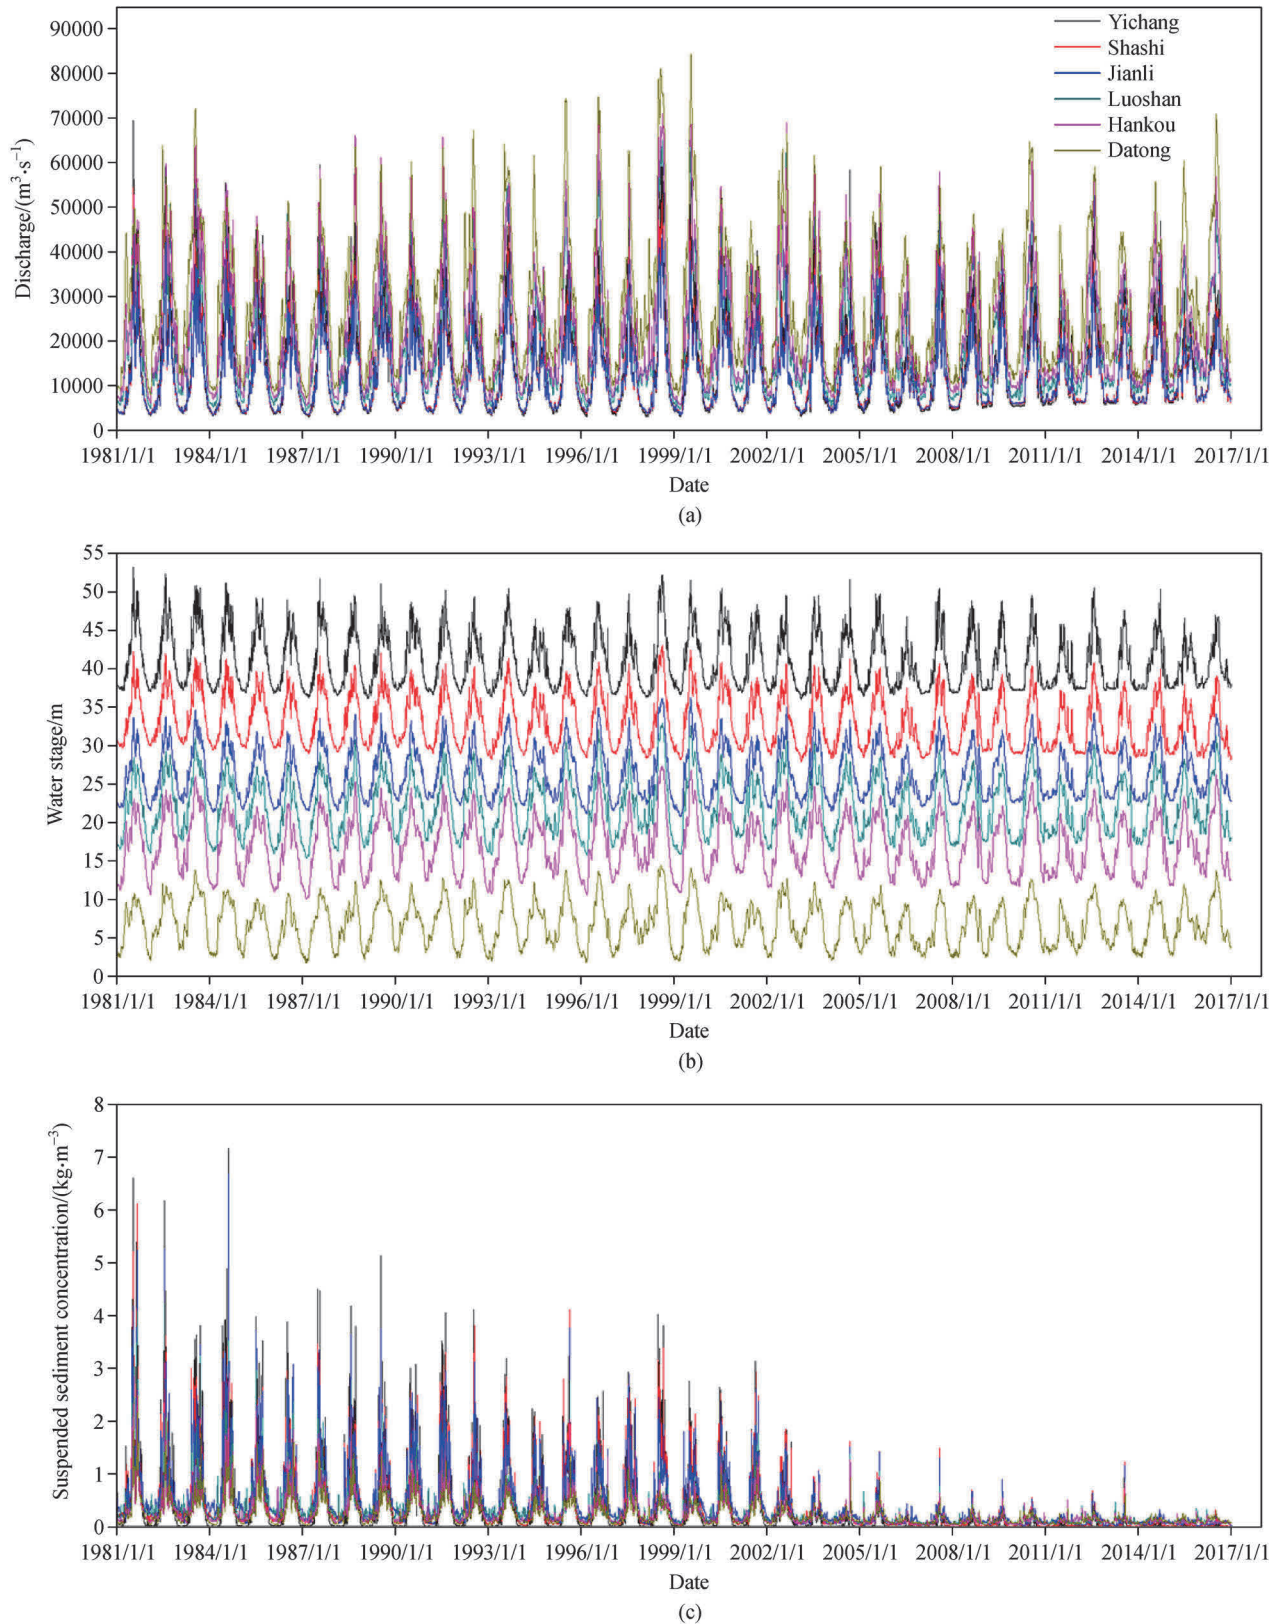 90000
80000
70000
60000
50000
40000
30000
20000
10000
0
Discharge/(m³·s⁻¹)
Yichang
Shashi
Jianli
Luoshan
Hankou
Datong
1981/1/1 1984/1/1 1987/1/1 1990/1/1 1993/1/1 1996/1/1 1999/1/1 2002/1/1 2005/1/1 2008/1/1 2011/1/1 2014/1/1 2017/1/1
Date
(a)
55
50
45
40
35
30
25
20
15
10
5
0
Water stage/m
1981/1/1 1984/1/1 1987/1/1 1990/1/1 1993/1/1 1996/1/1 1999/1/1 2002/1/1 2005/1/1 2008/1/1 2011/1/1 2014/1/1 2017/1/1
Date
(b)
8
7
6
5
4
3
2
1
0
Suspended sediment concentration/(kg·m⁻³)
1981/1/1 1984/1/1 1987/1/1 1990/1/1 1993/1/1 1996/1/1 1999/1/1 2002/1/1 2005/1/1 2008/1/1 2011/1/1 2014/1/1 2017/1/1
Date
(c)